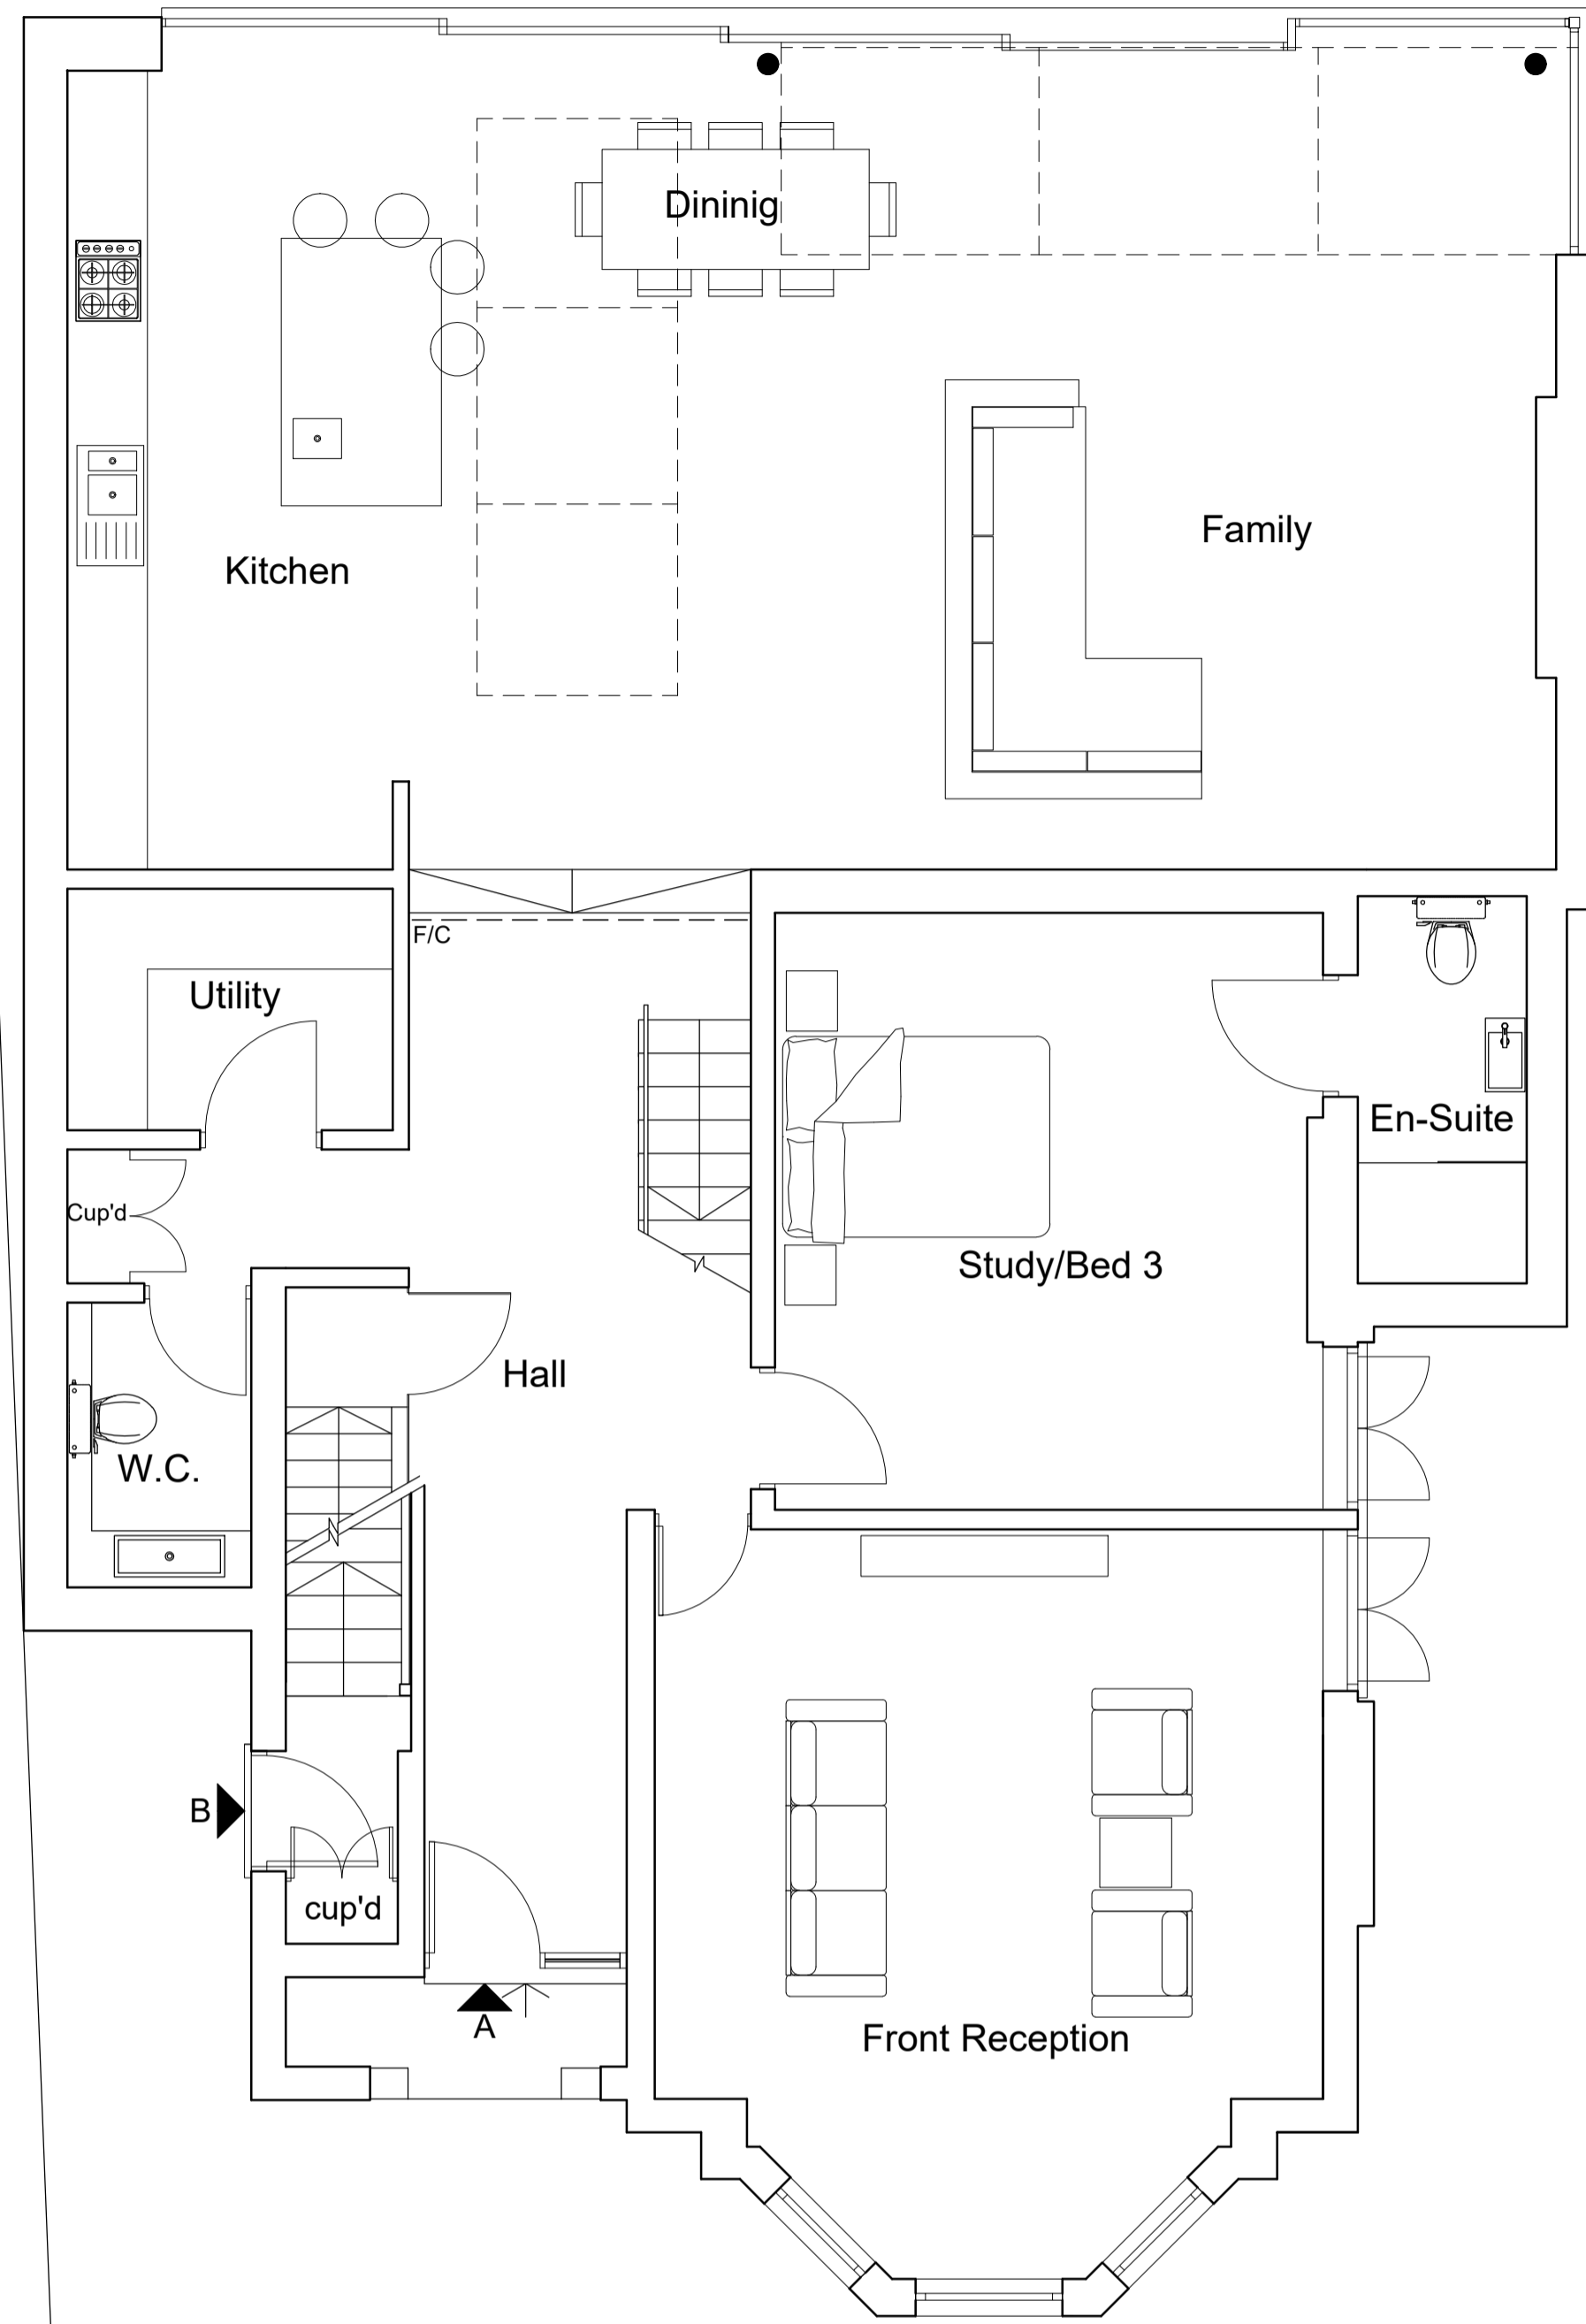 Dininig
Family
Kitchen
F/C
Utility
En-Suite
Cup'd
Study/Bed 3
Hall
W.C.
B
cup'd
A
Front Reception